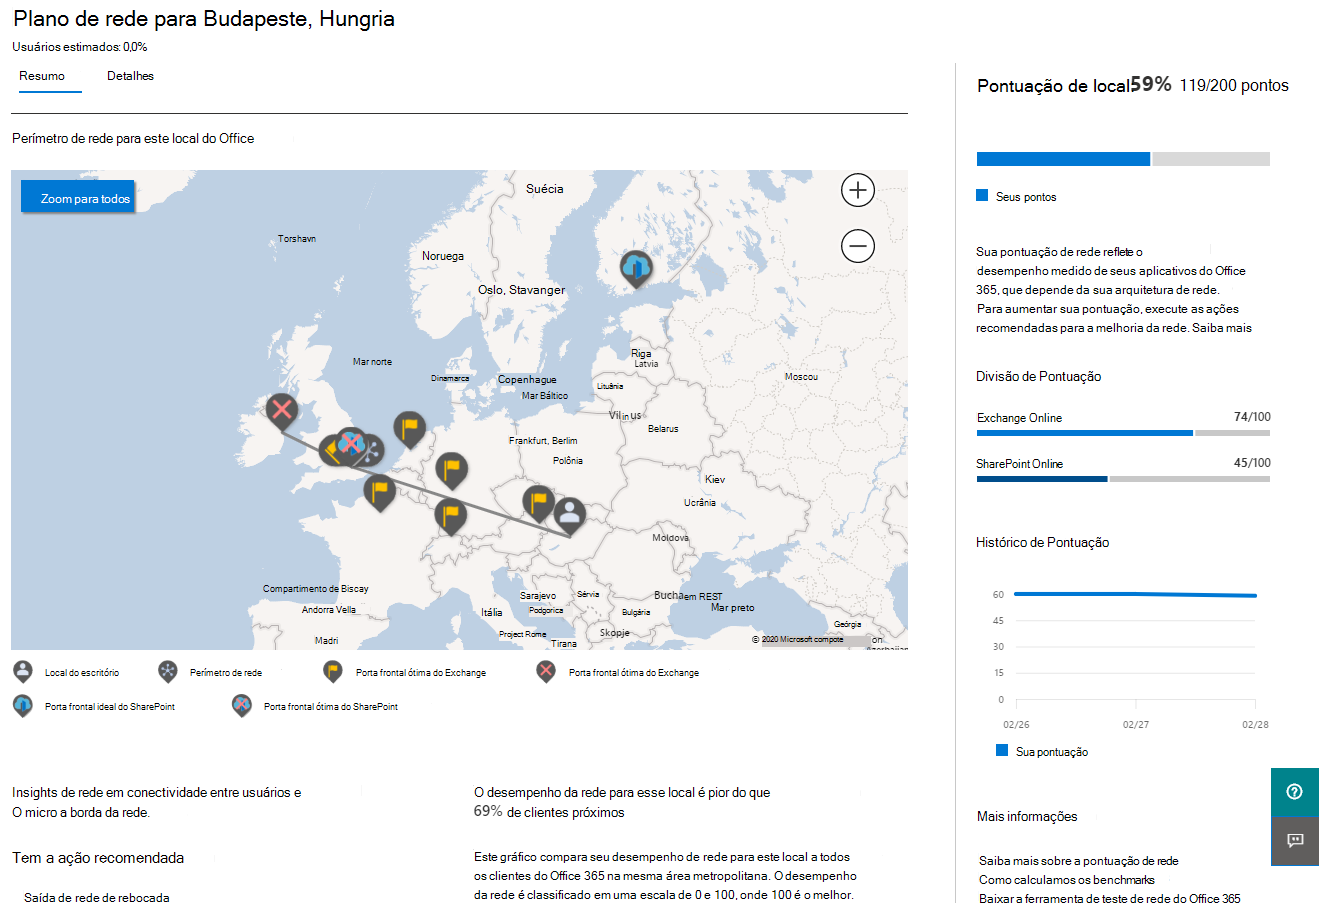 Plano de rede para Budapeste, Hungria
Usuários estimados: 0,0%
Resumo
Detalhes
Perímetro de rede para este local do Office
Zoom para todos
Suécia
Torshavn
Noruega
Oslo, Stavanger
Mar norte
Riga
Latvia
Dinamarca
Copenhague
Mar Báltico
Lituânia
Moscou
Vilinus
Belarus
Frankfurt, Berlim
Polônia
Kiev
Ucrânia
Moldova
Compartimento de Biscay
Andorra Vella
Madri
Itália
Sarajevo
Podgorica
Sérvia
Bulgária
Buchaem REST
Mar preto
Project Rome
Tirana
Skopje
Geórgia
© 2020 Microsoft compote
on
Azerbaijan
Local do escritório
Perímetro de rede
Porta frontal ótima do Exchange
Porta frontal ótima do Exchange
Porta frontal ideal do SharePoint
Porta frontal ótima do SharePoint
Insights de rede em conectividade entre usuários e
O micro a borda da rede.
Tem a ação recomendada
Saída de rede de rebocada
O desempenho da rede para esse local é pior do que
69% de clientes próximos
Este gráfico compara seu desempenho de rede para este local a todos
os clientes do Office 365 na mesma área metropolitana. O desempenho
da rede é classificado em uma escala de 0 e 100, onde 100 é o melhor.
Pontuação de local59% 119/200 pontos
Seus pontos
Sua pontuação de rede reflete o
desempenho medido de seus aplicativos do Office
365, que depende da sua arquitetura de rede.
Para aumentar sua pontuação, execute as ações
recomendadas para a melhoria da rede. Saiba mais
Divisão de Pontuação
Exchange Online 74/100
SharePoint Online 45/100
Histórico de Pontuação
60
45
30
15
0
02/26 02/27 02/28
Sua pontuação
Mais informações
Saiba mais sobre a pontuação de rede
Como calculamos os benchmarks
Baixar a ferramenta de teste de rede do Office 365